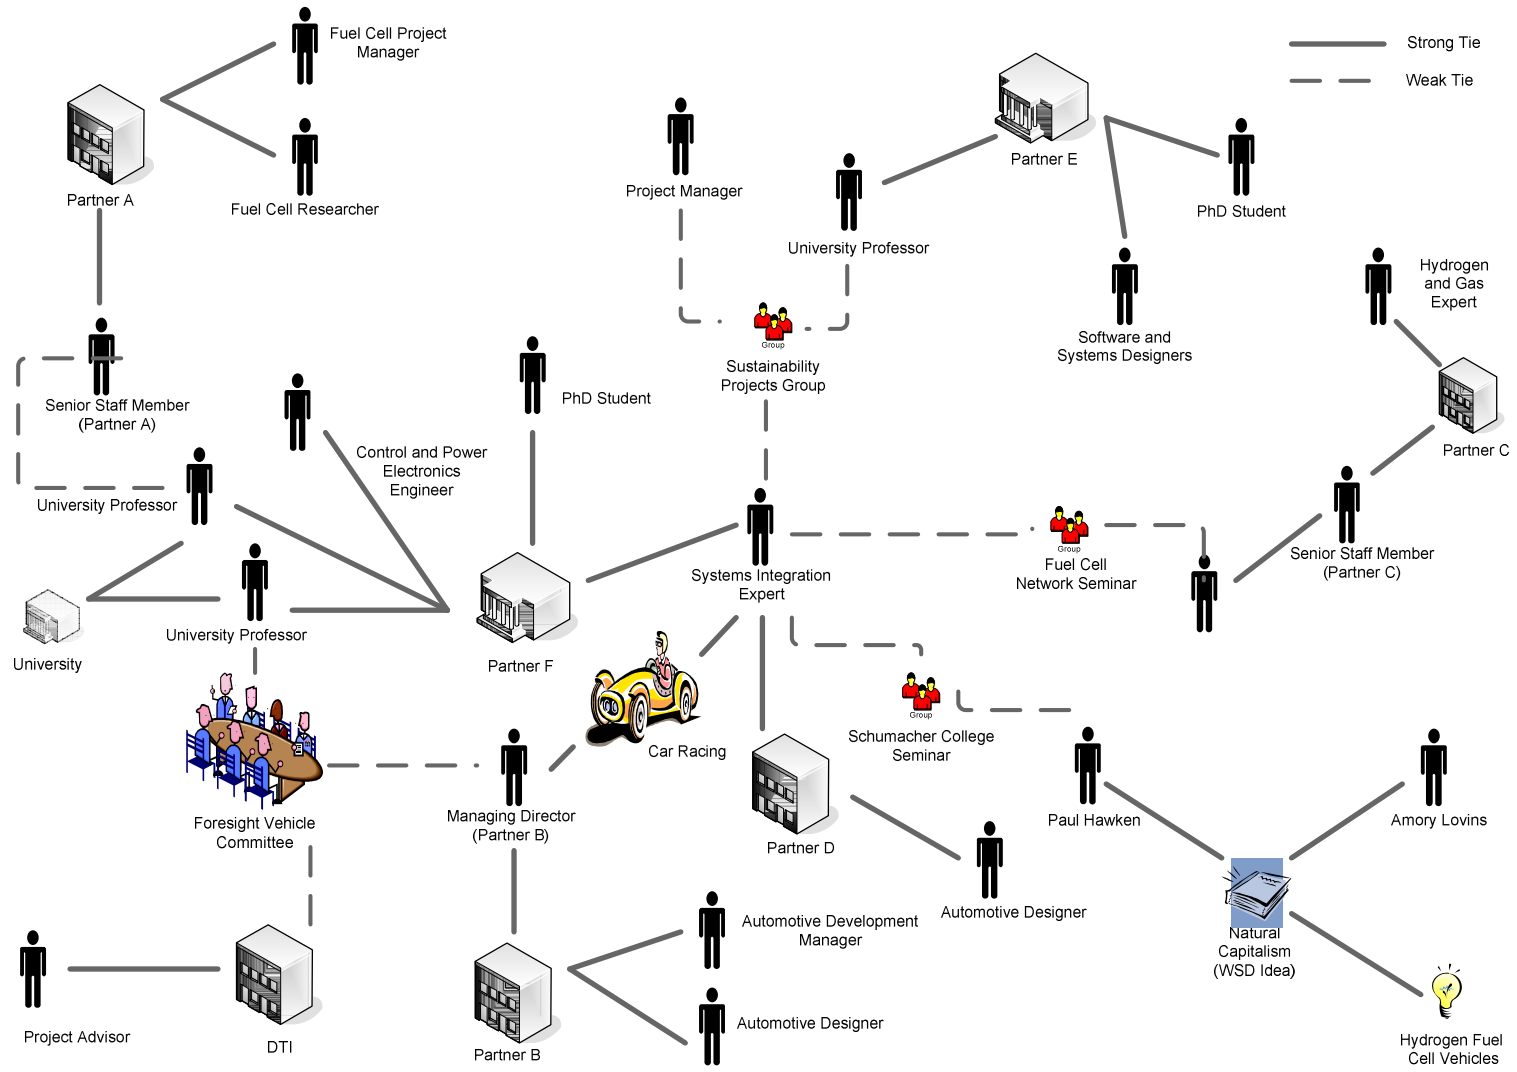 Fuel Cell Project
Manager
Strong Tie
Weak Tie
Partner E
Project Manager
Partner A
Fuel Cell Researcher
PhD Student
University Professor
Hydrogen
and Gas
Expert
Group
Software and
Systems Designers
Sustainability
Projects Group
PhD Student
Senior Staff Member
(Partner A)
Control and Power
Electronics
Engineer
Partner C
University Professor
Group
Senior Staff Member
(Partner C)
Fuel Cell
Network Seminar
Systems Integration
Expert
University Professor
University
Partner F
Group
Car Racing
Schumacher College
Seminar
Foresight Vehicle
Committee
Managing Director
(Partner B)
Partner D
Paul Hawken
Amory Lovins
Automotive Designer
Automotive Development
Manager
Natural
Capitalism
(WSD Idea)
Project Advisor
DTI
Partner B
Automotive Designer
Hydrogen Fuel
Cell Vehicles